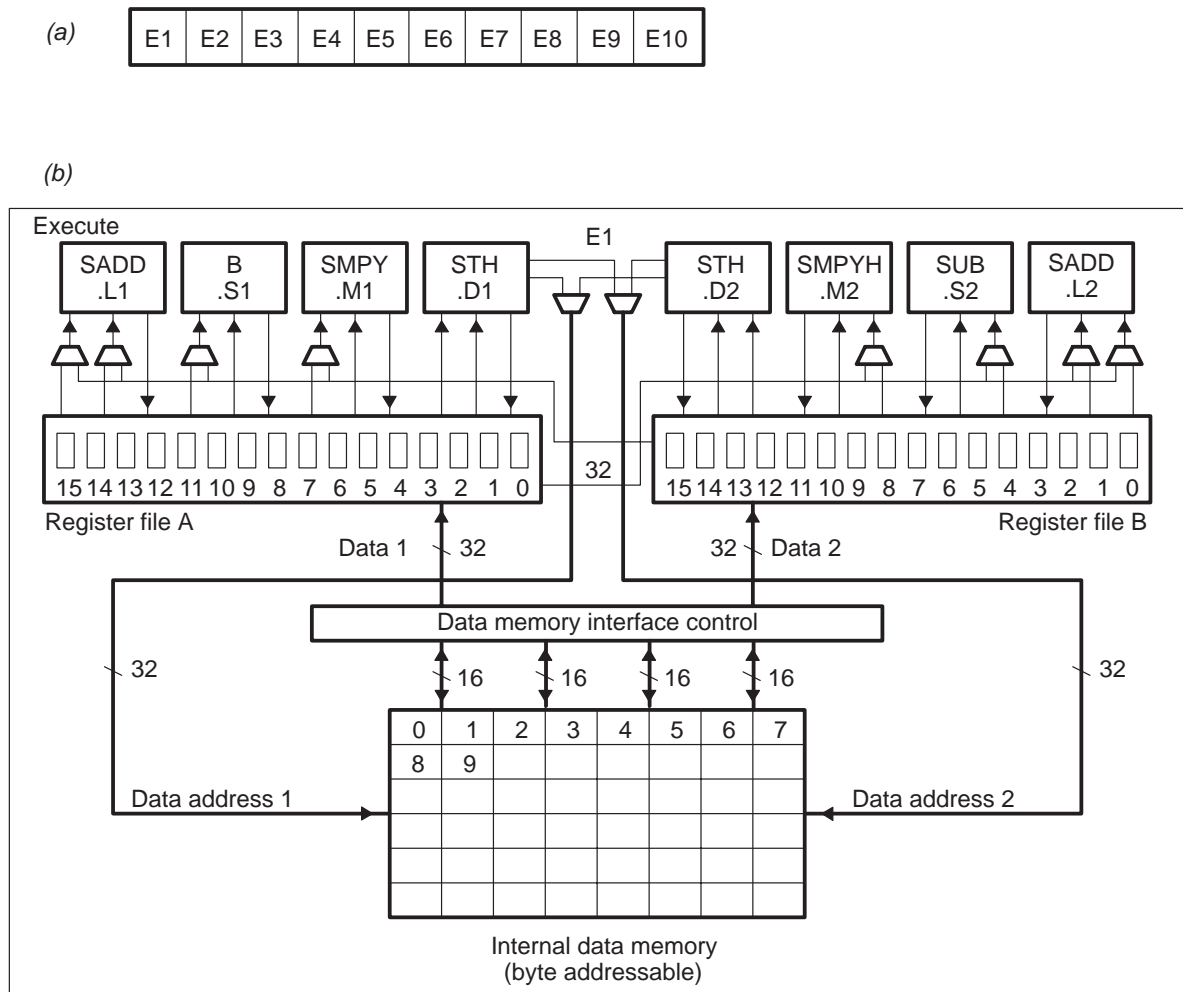 (a)
E1 E2 E3 E4 E5 E6 E7 E8 E9 E10
(b)
Execute
E1
SADD
.L1
B
.S1
SMPY
.M1
STH
.D1
STH
.D2
SMPYH
.M2
SUB
.S2
SADD
.L2
15 14 13 12 11 10 9 8 7 6 5 4 3 2 1 0
32
15 14 13 12 11 10 9 8 7 6 5 4 3 2 1 0
Register file A
Register file B
Data 1
32
32
Data 2
Data memory interface control
32
16
16
16
16
32
0 1 2 3 4 5 6 7
8 9
Data address 1
Data address 2
Internal data memory
(byte addressable)